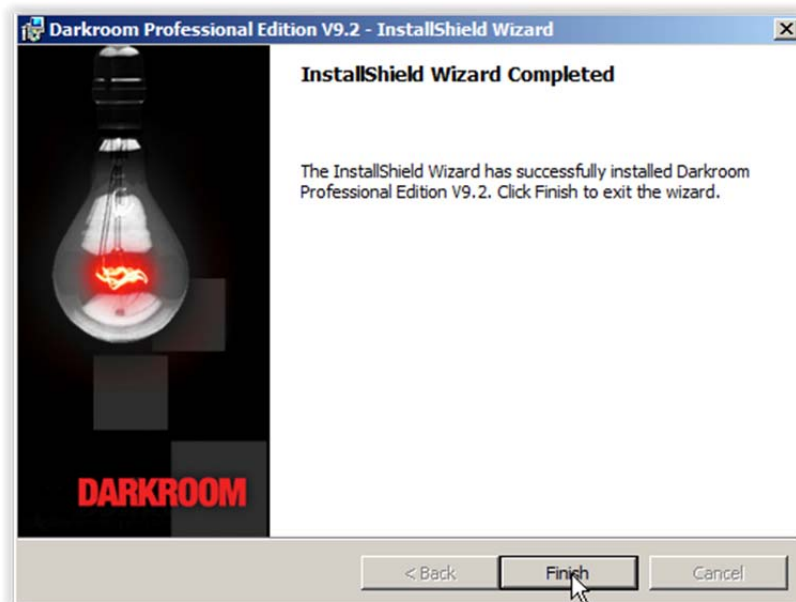 Darkroom Professional Edition V9.2 - InstallShield Wizard
InstallShield Wizard Completed
The InstallShield Wizard has successfully installed Darkroom
Professional Edition V9.2. Click Finish to exit the wizard.
DARKROOM
< Back
Finish
Cancel